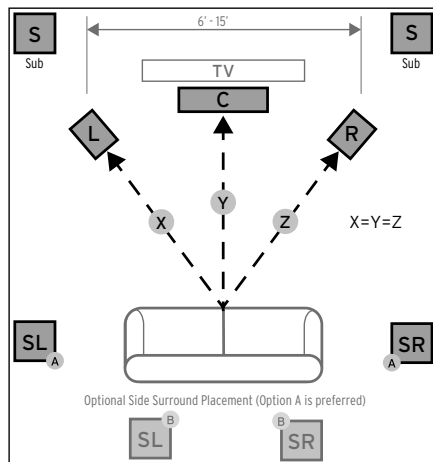 S
6' - 15'
S
Sub
TV
Sub
C
L
R
Y
X
Z
X=Y=Z
SL
A
SR
A
Optional Side Surround Placement (Option A is preferred)
B
SL
B
SR